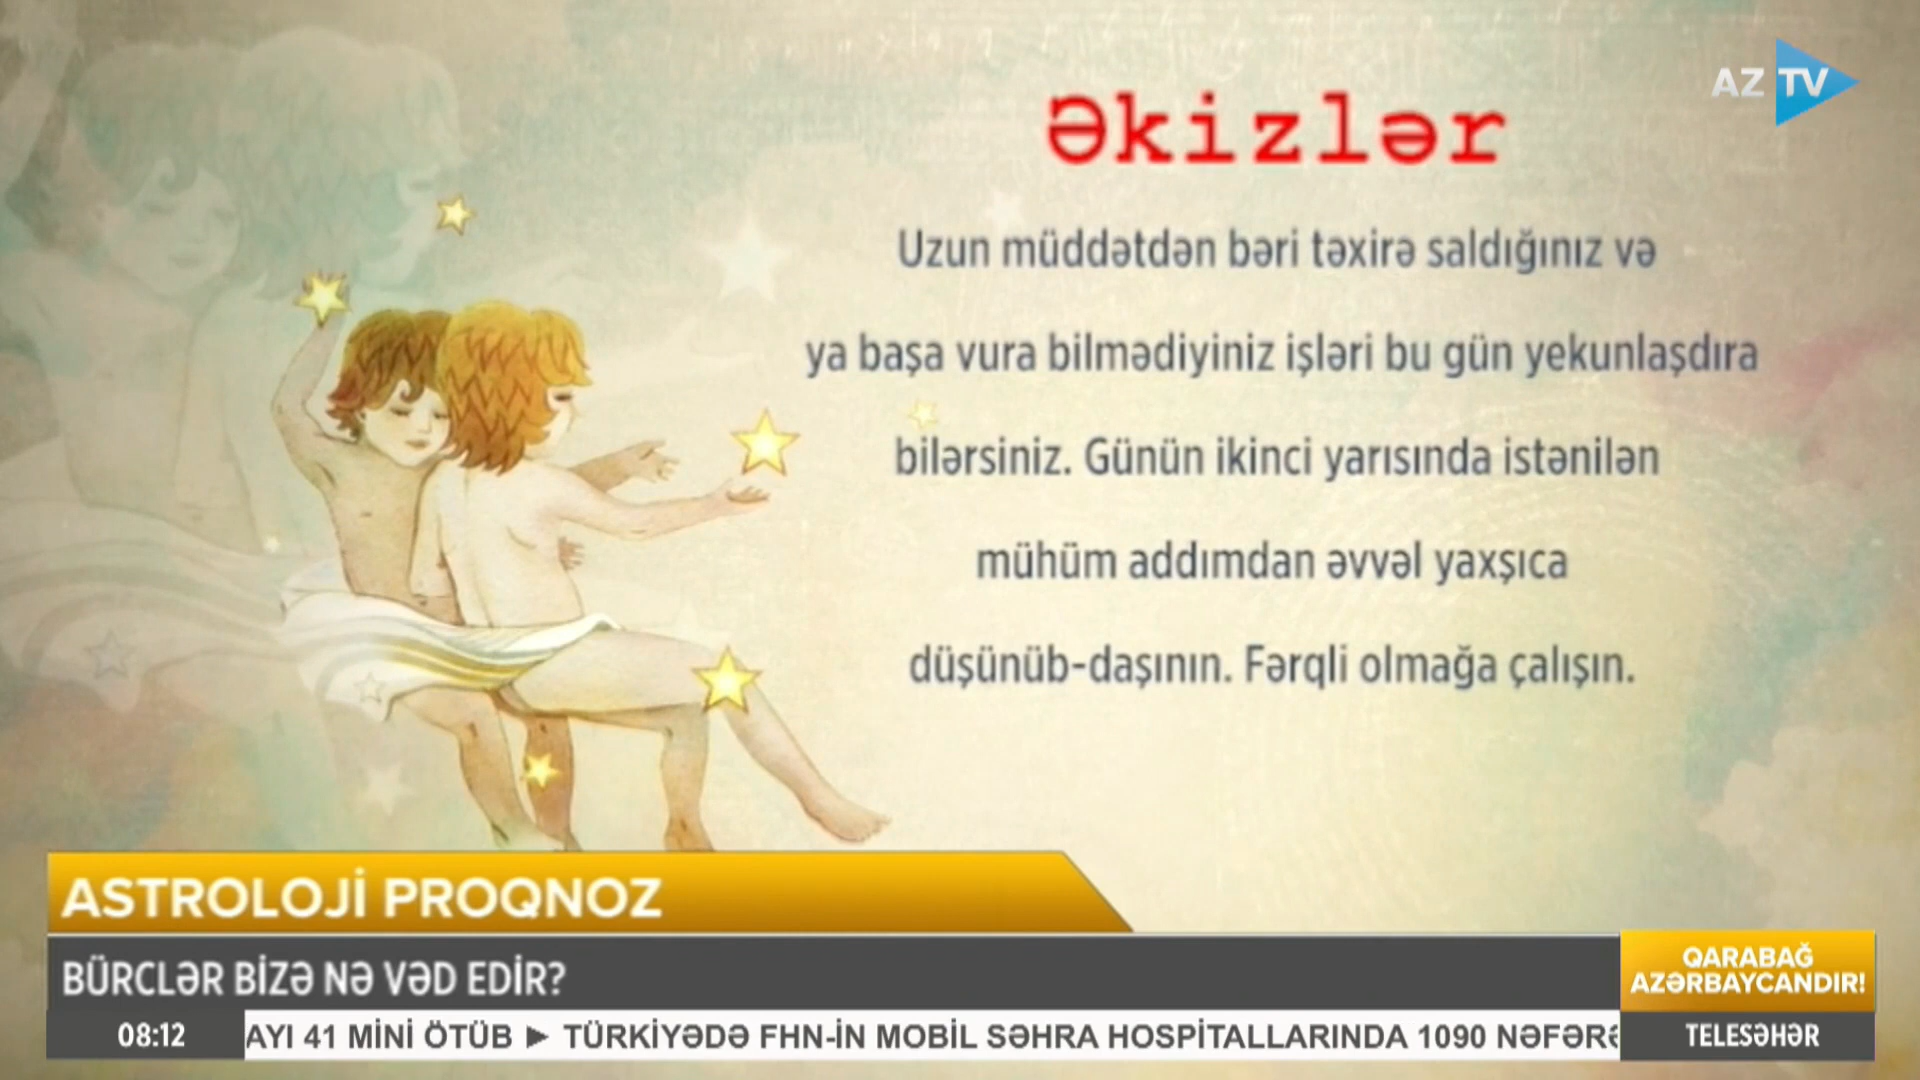 AZ TV
Əkizlər
Uzun müddətdən bəri təxirə saldığınız və
ya başa vura bilmədiyiniz işləri bu gün yekunlaşdıra
bilərsiniz. Günün ikinci yarısında istənilən
mühüm addımdan əvvəl yaxşıca
düşünüb-daşının. Fərqli olmağa çalışın.
ASTROLOJİ PROQNOZ
BÜRCLƏR BİZƏ NƏ VƏD EDİR?
QARABAĞ
AZƏRBAYCANDIR!
08:12
AYI 41 MİNİ ÖTÜB ► TÜRKİYƏDƏ FHN-İN MOBİL SƏHRA HOSPİTALLARINDA 1090 NƏFƏRƏ
TELESƏHƏR